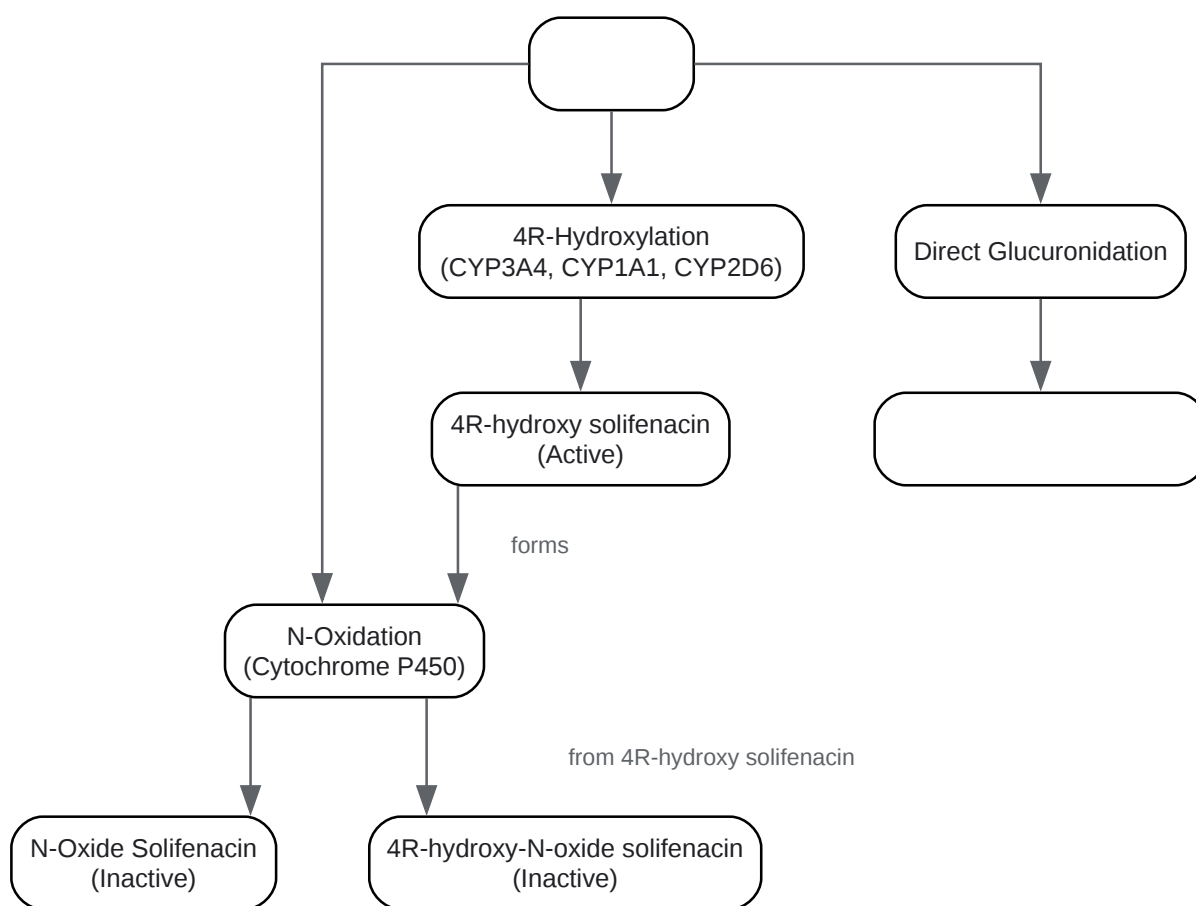 4R-Hydroxylation
(CYP3A4, CYP1A1, CYP2D6)
Direct Glucuronidation
4R-hydroxy solifenacin
(Active)
forms
N-Oxidation
(Cytochrome P450)
from 4R-hydroxy solifenacin
N-Oxide Solifenacin
(Inactive)
4R-hydroxy-N-oxide solifenacin
(Inactive)